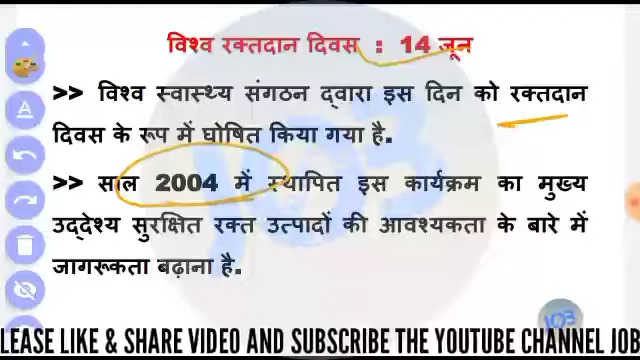 विश्व रक्तदान दिवस : 14 जून
>> विश्व स्वास्थ्य संगठन द्वारा इस दिन को रक्तदान
दिवस के रूप में घोषित किया गया है.
>> साल 2004 में स्थापित इस कार्यक्रम का मुख्य
उद्देश्य सुरक्षित रक्त उत्पादों की आवश्यकता के बारे में
जागरूकता बढ़ाना है.
JOB
LEASE LIKE & SHARE VIDEO AND SUBSCRIBE THE YOUTUBE CHANNEL JOB